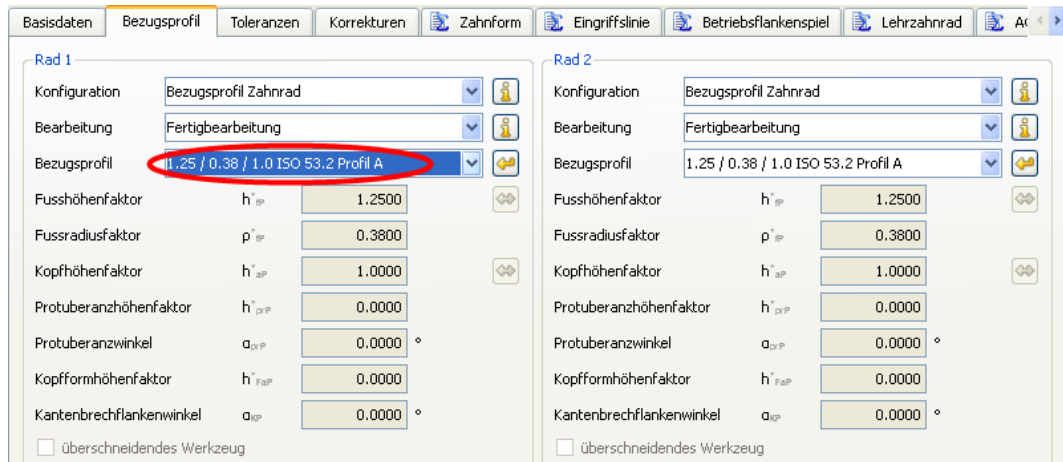 Basisdaten Bezugsprofil Toleranzen Korrekturen Zahnform Eingriffslinie Betriebsflankenspiel Lehrzahnrad
Rad 1
Konfiguration Bezugsprofil Zahnrad
Bearbeitung Fertigbearbeitung
Bezugsprofil 1.25 / 0.38 / 1.0 ISO 53.2 Profil A
Fusshöhenfaktor h*fP 1.2500
Fussradiusfaktor ρ*fP 0.3800
Kopfhöhenfaktor h*aP 1.0000
Protuberanzhöhenfaktor h*prP 0.0000
Protuberanzwinkel αprP 0.0000 °
Kopfformhöhenfaktor h*FaP 0.0000
Kantenbrechflankenwinkel αKP 0.0000 °
überschneidendes Werkzeug
Rad 2
Konfiguration Bezugsprofil Zahnrad
Bearbeitung Fertigbearbeitung
Bezugsprofil 1.25 / 0.38 / 1.0 ISO 53.2 Profil A
Fusshöhenfaktor h*fP 1.2500
Fussradiusfaktor ρ*fP 0.3800
Kopfhöhenfaktor h*aP 1.0000
Protuberanzhöhenfaktor h*prP 0.0000
Protuberanzwinkel αprP 0.0000 °
Kopfformhöhenfaktor h*FaP 0.0000
Kantenbrechflankenwinkel αKP 0.0000 °
überschneidendes Werkzeug